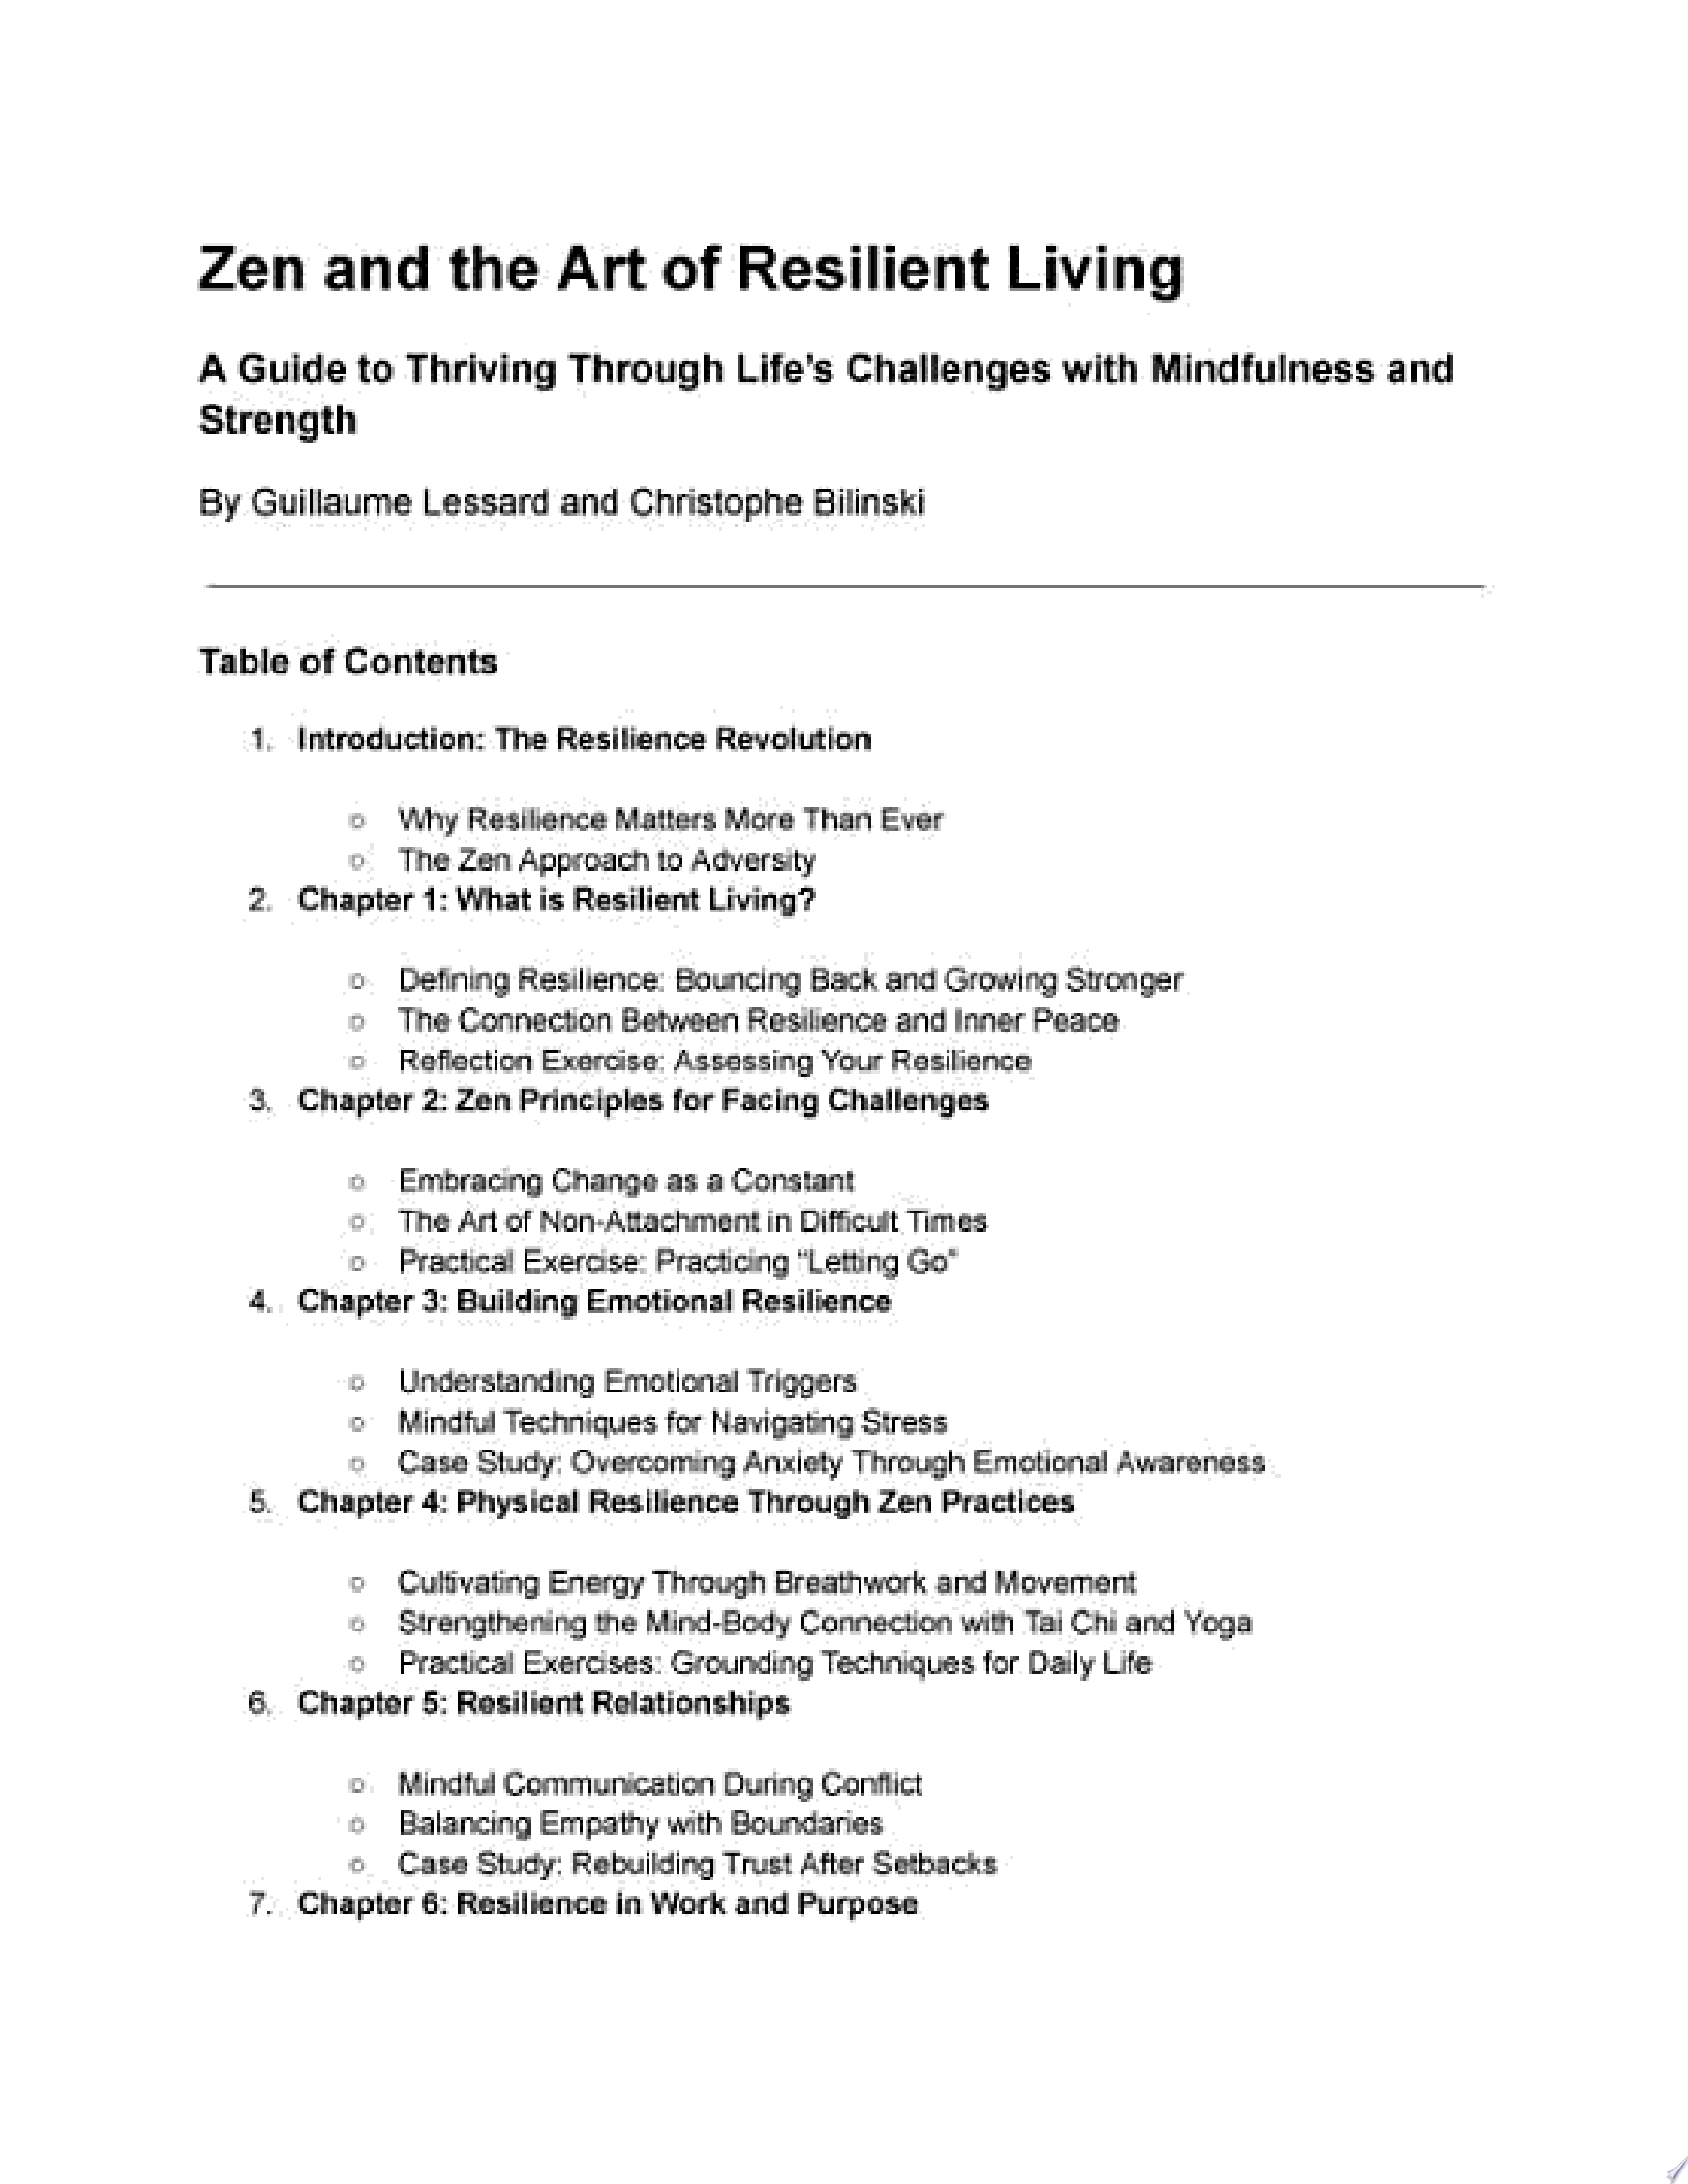 Zen and the Art of Resilient Living
A Guide to Thriving Through Life's Challenges with Mindfulness and
Strength
By Guillaume Lessard and Christophe Bilinski
Table of Contents
1. Introduction: The Resilience Revolution
○ Why Resilience Matters More Than Ever
○ The Zen Approach to Adversity
2. Chapter 1: What is Resilient Living?
○ Defining Resilience: Bouncing Back and Growing Stronger
○ The Connection Between Resilience and Inner Peace
○ Reflection Exercise: Assessing Your Resilience
3. Chapter 2: Zen Principles for Facing Challenges
○ Embracing Change as a Constant
○ The Art of Non-Attachment in Difficult Times
○ Practical Exercise: Practicing “Letting Go”
4. Chapter 3: Building Emotional Resilience
○ Understanding Emotional Triggers
○ Mindful Techniques for Navigating Stress
○ Case Study: Overcoming Anxiety Through Emotional Awareness
5. Chapter 4: Physical Resilience Through Zen Practices
○ Cultivating Energy Through Breathwork and Movement
○ Strengthening the Mind-Body Connection with Tai Chi and Yoga
○ Practical Exercises: Grounding Techniques for Daily Life
6. Chapter 5: Resilient Relationships
○ Mindful Communication During Conflict
○ Balancing Empathy with Boundaries
○ Case Study: Rebuilding Trust After Setbacks
7. Chapter 6: Resilience in Work and Purpose